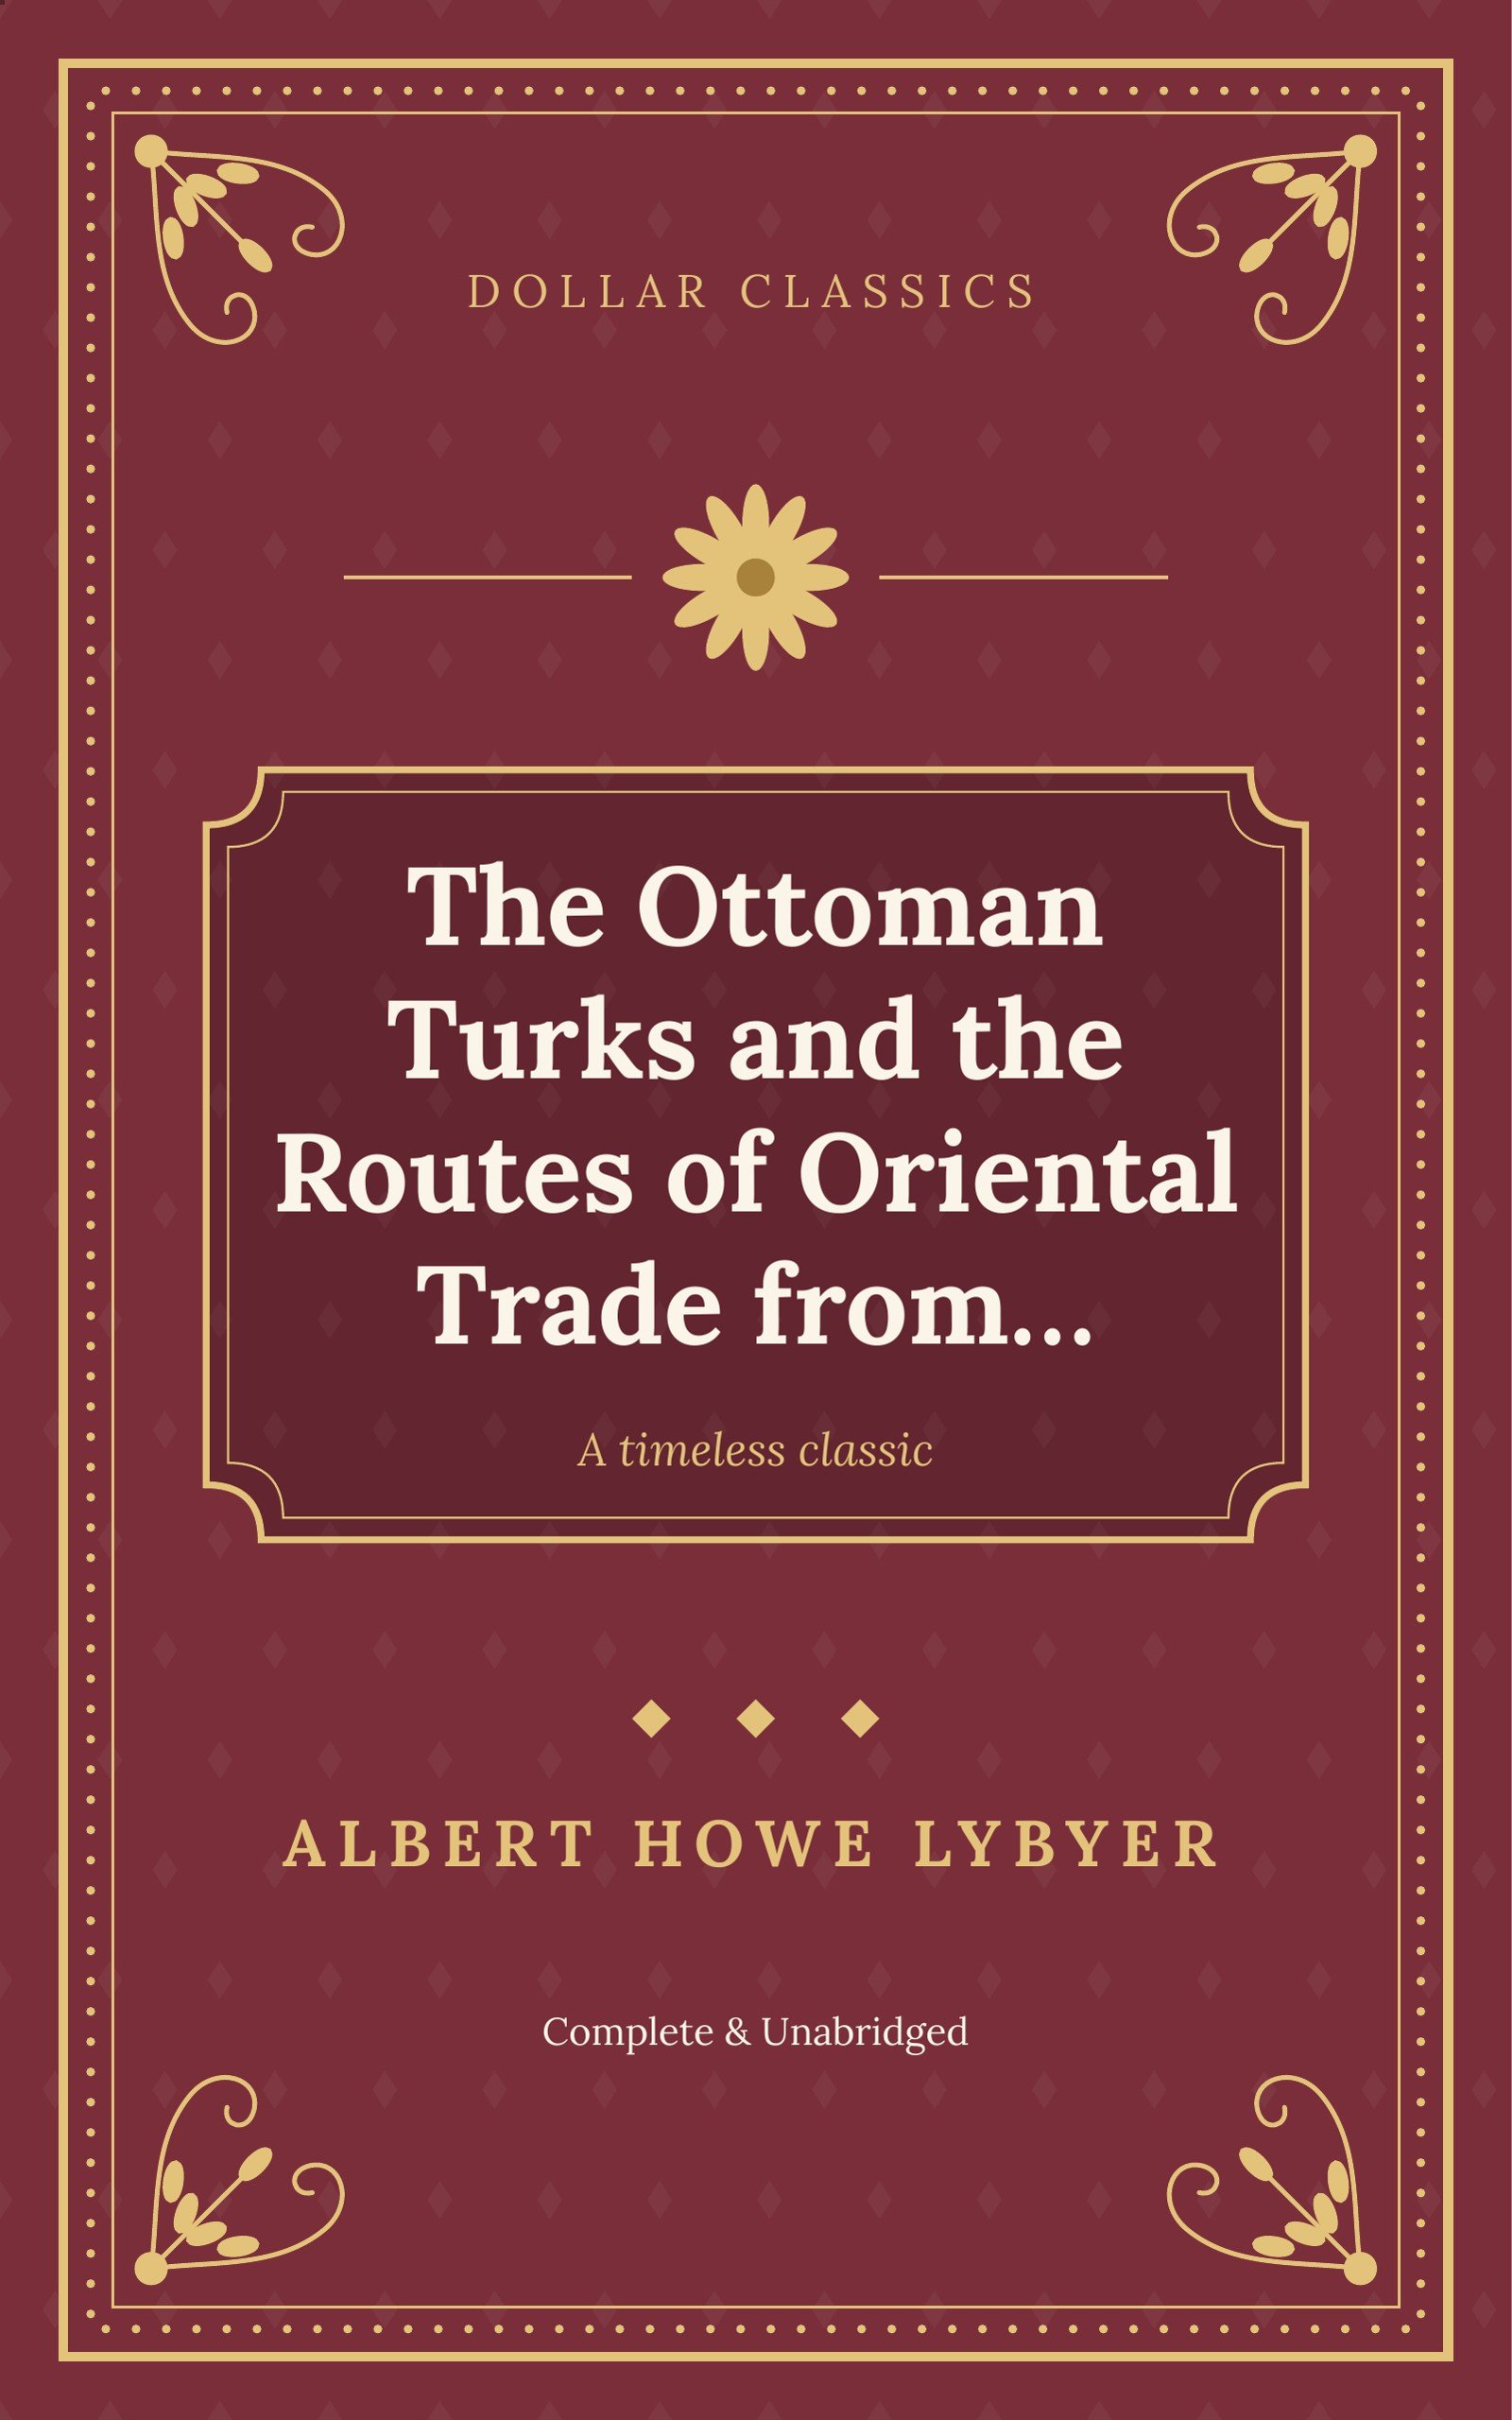 DOLLAR CLASSICS
The Ottoman
Turks and the
Routes of Oriental
Trade from...
A timeless classic
ALBERT HOWE LYBYER
Complete & Unabridged